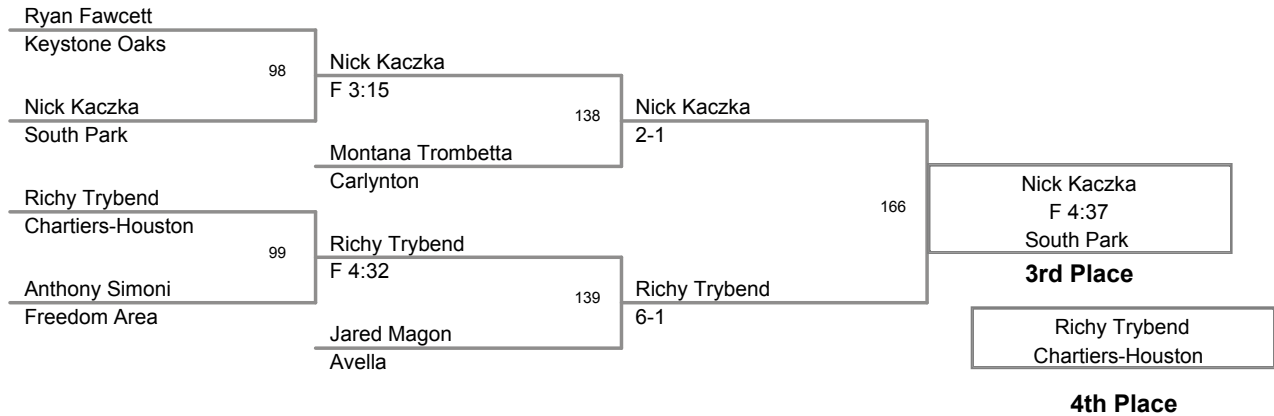 Ryan Fawcett
Keystone Oaks
98
Nick Kaczka
South Park
Richy Trybend
Chartiers-Houston
99
Anthony Simoni
Freedom Area
Nick Kaczka
F 3:15
138
Montana Trombetta
Carlynton
Richy Trybend
F 4:32
139
Jared Magon
Avella
Nick Kaczka
2-1
166
Richy Trybend
6-1
Nick Kaczka
F 4:37
South Park
3rd Place
Richy Trybend
Chartiers-Houston
4th Place